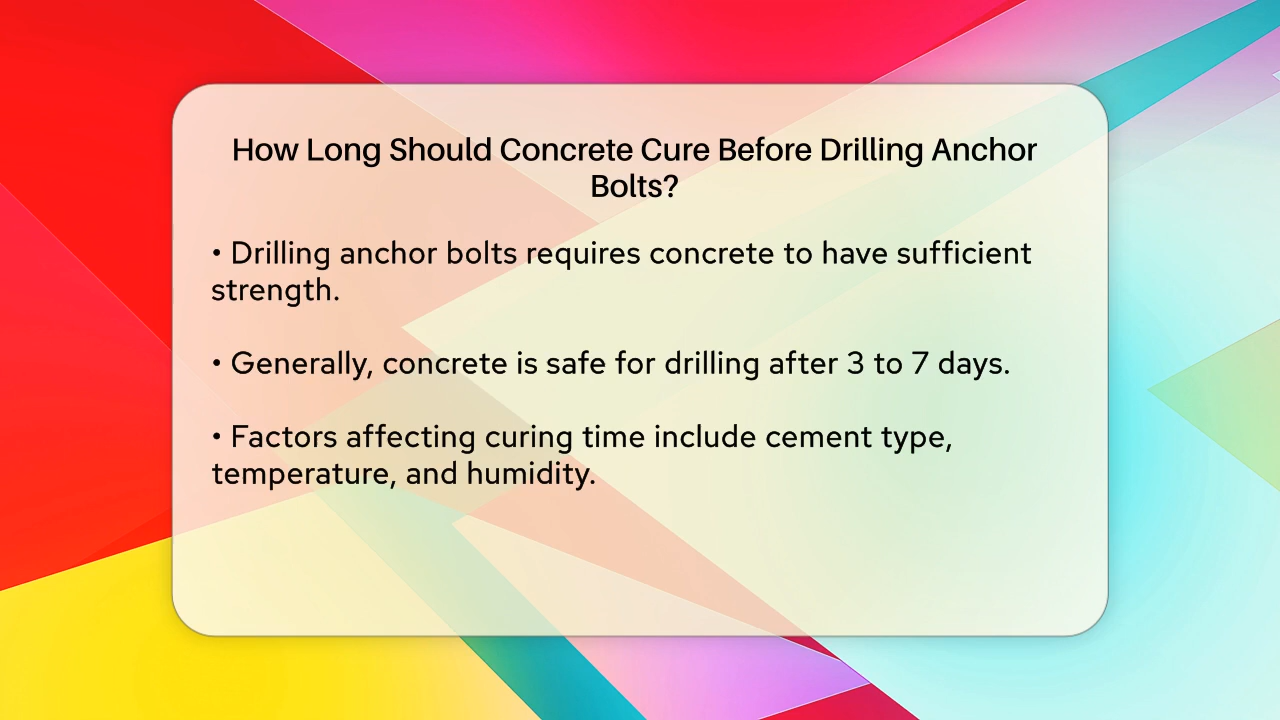 How Long Should Concrete Cure Before Drilling Anchor
Bolts?
• Drilling anchor bolts requires concrete to have sufficient
strength.
• Generally, concrete is safe for drilling after 3 to 7 days.
• Factors affecting curing time include cement type,
temperature, and humidity.